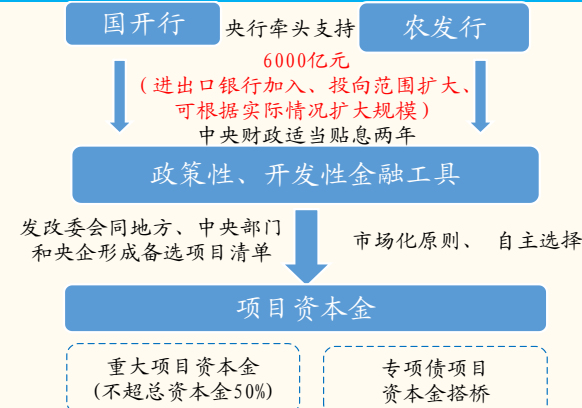 国开行
央行牵头支持
农发行
6000亿元
(进出口银行加入、投向范围扩大、
可根据实际情况扩大规模)
中央财政适当贴息两年
政策性、开发性金融工具
发改委会同地方、中央部门
和央企形成备选项目清单
市场化原则、 自主选择
项目资本金
重大项目资本金
(不超总资本金50%)
专项债项目
资本金搭桥